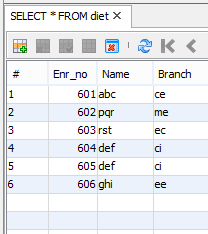 SELECT * FROM diet
# Enr_no Name Branch
1 601 abc ce
2 602 pqr me
3 603 rst ec
4 604 def ci
5 605 def ci
6 606 ghi ee